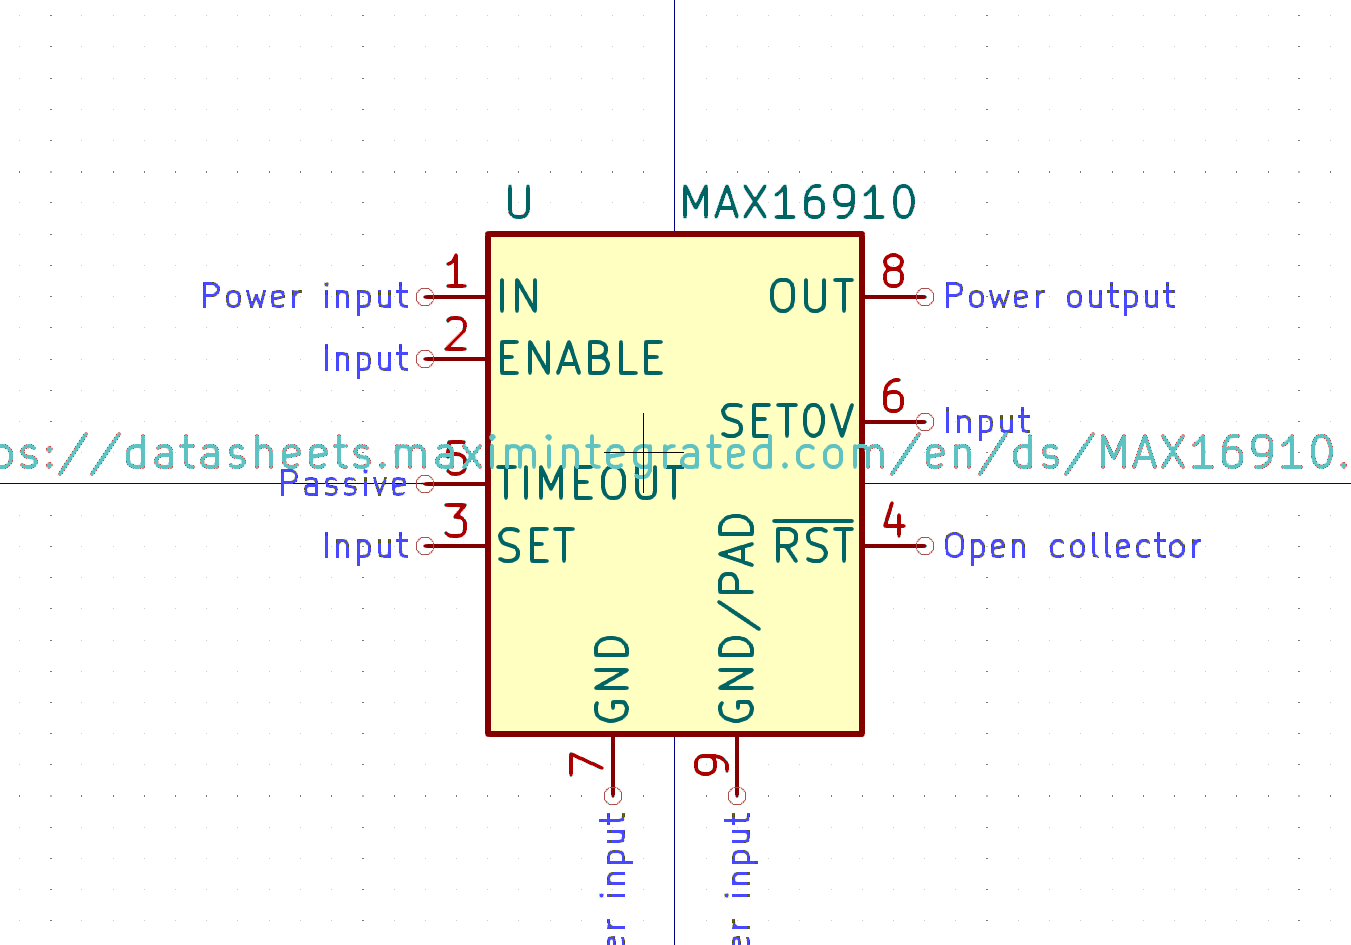 U MAX16910
1 8
Power input IN OUT Power output
2
Input ENABLE
6
SETOV Input
ps://datasheets.maximintegrated.com/en/ds/MAX16910.
5
Passive TIMEOUT
3 4
Input SET RST Open collector
GND/PAD
GND
7 9
er input er input